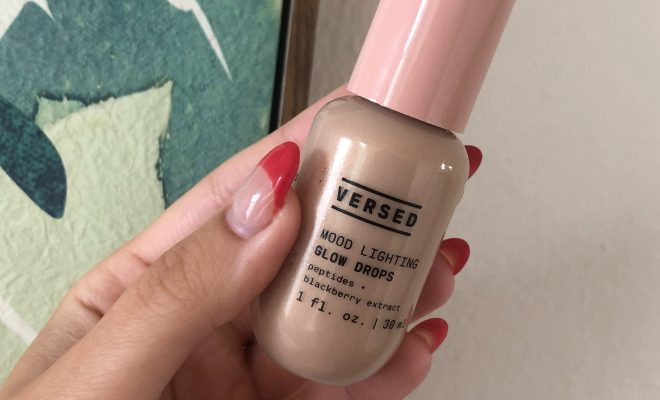 VERSED
MOOD LIGHTING
GLOW DROPS
peptides +
blackberry extract
1 fl. oz. | 30 ml